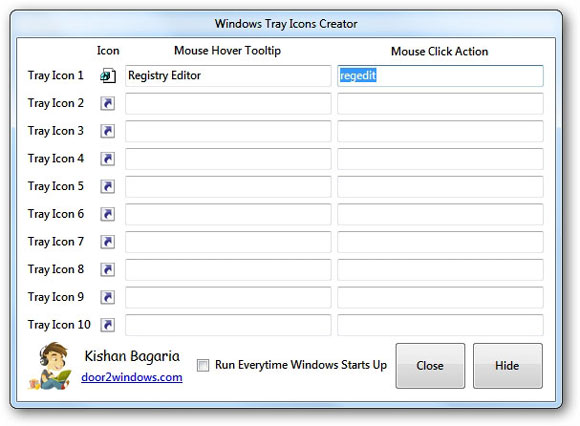 Windows Tray Icons Creator
Icon Mouse Hover Tooltip Mouse Click Action
Tray Icon 1 Registry Editor regedit
Tray Icon 2
Tray Icon 3
Tray Icon 4
Tray Icon 5
Tray Icon 6
Tray Icon 7
Tray Icon 8
Tray Icon 9
Tray Icon 10
Kishan Bagaria
door2windows.com
Run Everytime Windows Starts Up
Close
Hide